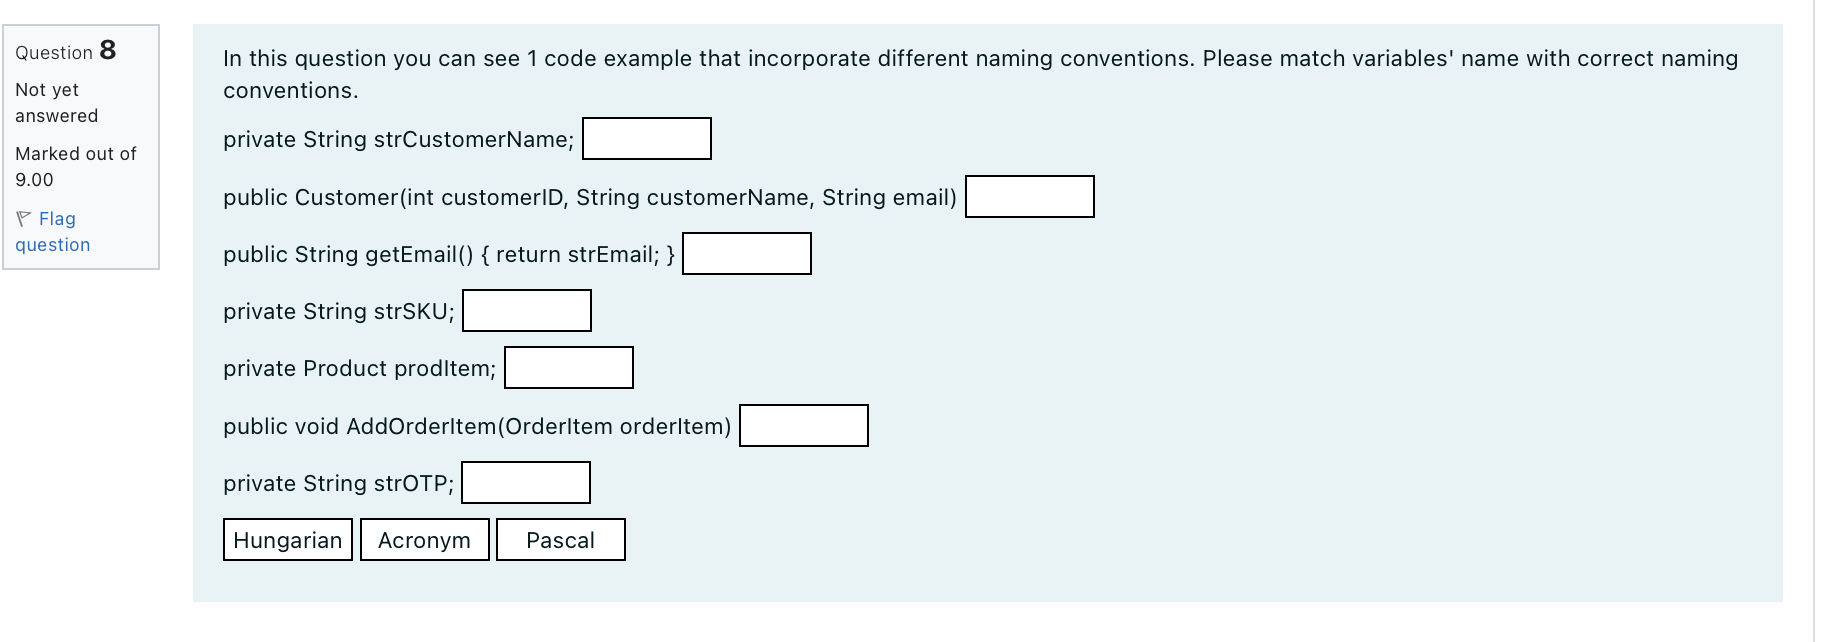 Question 8
Not yet
answered
Marked out of
9.00
Flag
question
In this question you can see 1 code example that incorporate different naming conventions. Please match variables' name with correct naming
conventions.
private String strCustomerName;
public Customer(int customerID, String customerName, String email)
public String getEmail() { return strEmail; }
private String strSKU;
private Product prodItem;
public void AddOrderItem(OrderItem orderItem)
private String strOTP;
Hungarian Acronym Pascal